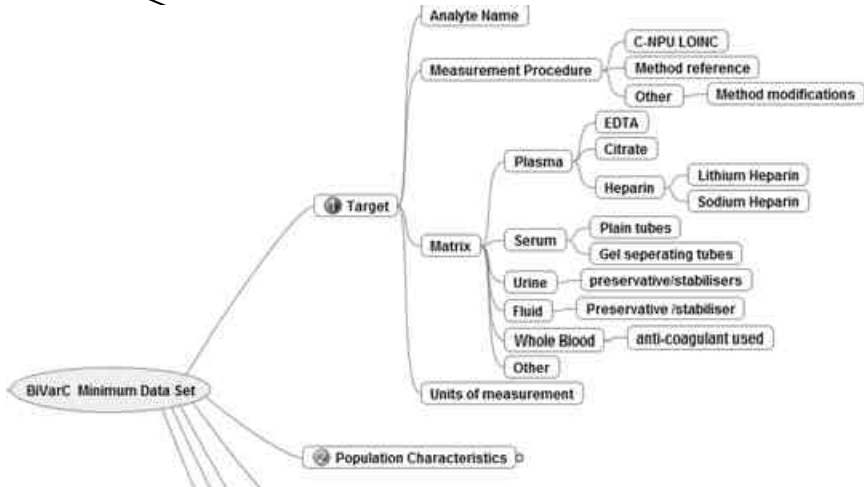 Analyte Name
C-NPU LOINC
Measurement Procedure
Method reference
Other
Method modifications
EDTA
Citrate
Plasma
Lithium Heparin
Heparin
Sodium Heparin
Target
Plain tubes
Matrix
Serum
Gel seperating tubes
Urine
preservative/stabilisers
Fluid
Preservative /stabiliser
Whole Blood
anti-coagulant used
Other
BiVarC Minimum Data Set
Units of measurement
Population Characteristics